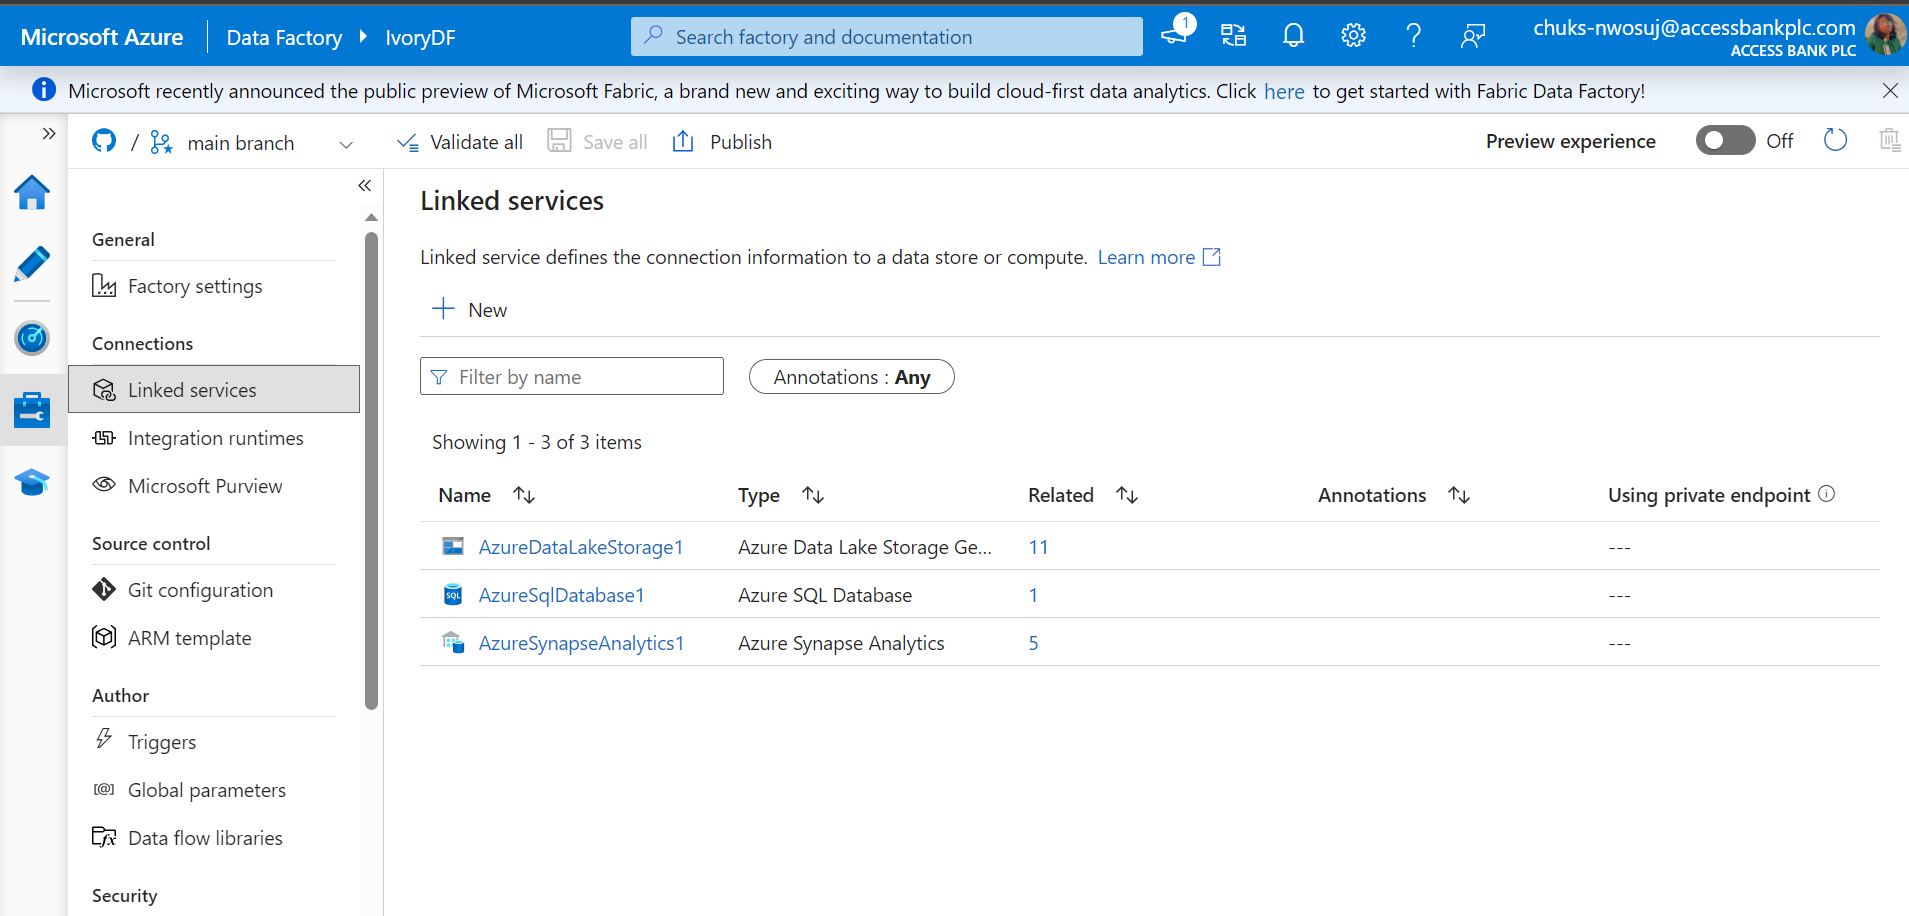 Microsoft Azure Data Factory IvoryDF Search factory and documentation 1 chuks-nwosuj@accessbankplc.com
ACCESS BANK PLC
Microsoft recently announced the public preview of Microsoft Fabric, a brand new and exciting way to build cloud-first data analytics. Click here to get started with Fabric Data Factory!
/ main branch Validate all Save all Publish Preview experience Off
General
Factory settings
Connections
Linked services
Integration runtimes
Microsoft Purview
Source control
Git configuration
ARM template
Author
Triggers
Global parameters
Data flow libraries
Security
Linked services
Linked service defines the connection information to a data store or compute. Learn more
New
Filter by name Annotations : Any
Showing 1 - 3 of 3 items
Name Type Related Annotations Using private endpoint
AzureDataLakeStorage1 Azure Data Lake Storage Ge... 11 ---
SQL AzureSqlDatabase1 Azure SQL Database 1 ---
AzureSynapseAnalytics1 Azure Synapse Analytics 5 ---